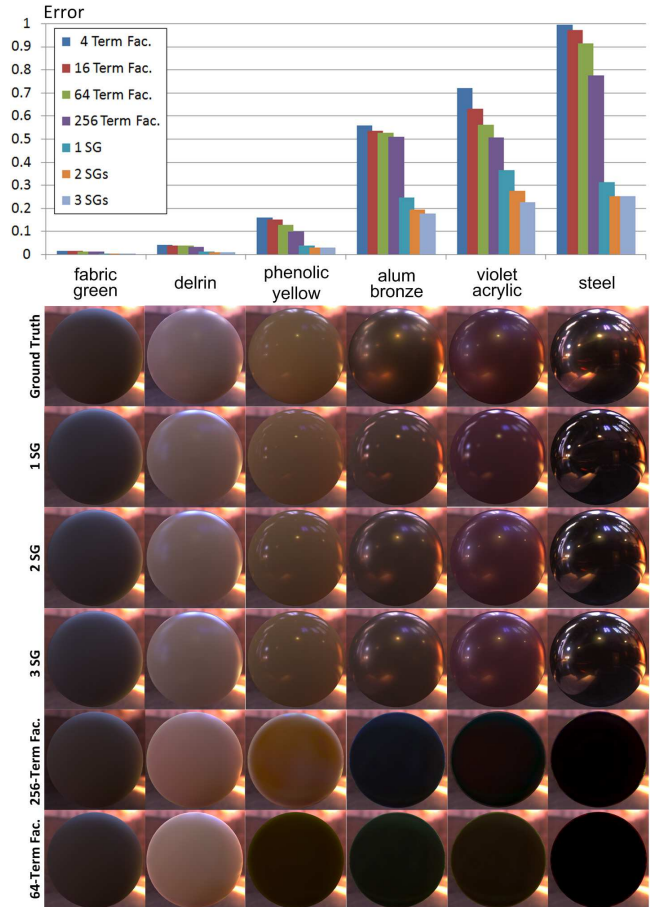 Error
1
0.9
0.8
0.7
0.6
0.5
0.4
0.3
0.2
0.1
0
4 Term Fac.
16 Term Fac.
64 Term Fac.
256 Term Fac.
1 SG
2 SGs
3 SGs
fabric green
delrin
phenolic yellow
alum bronze
violet acrylic
steel
Ground Truth
1 SG
2 SG
3 SG
256-Term Fac.
64-Term Fac.